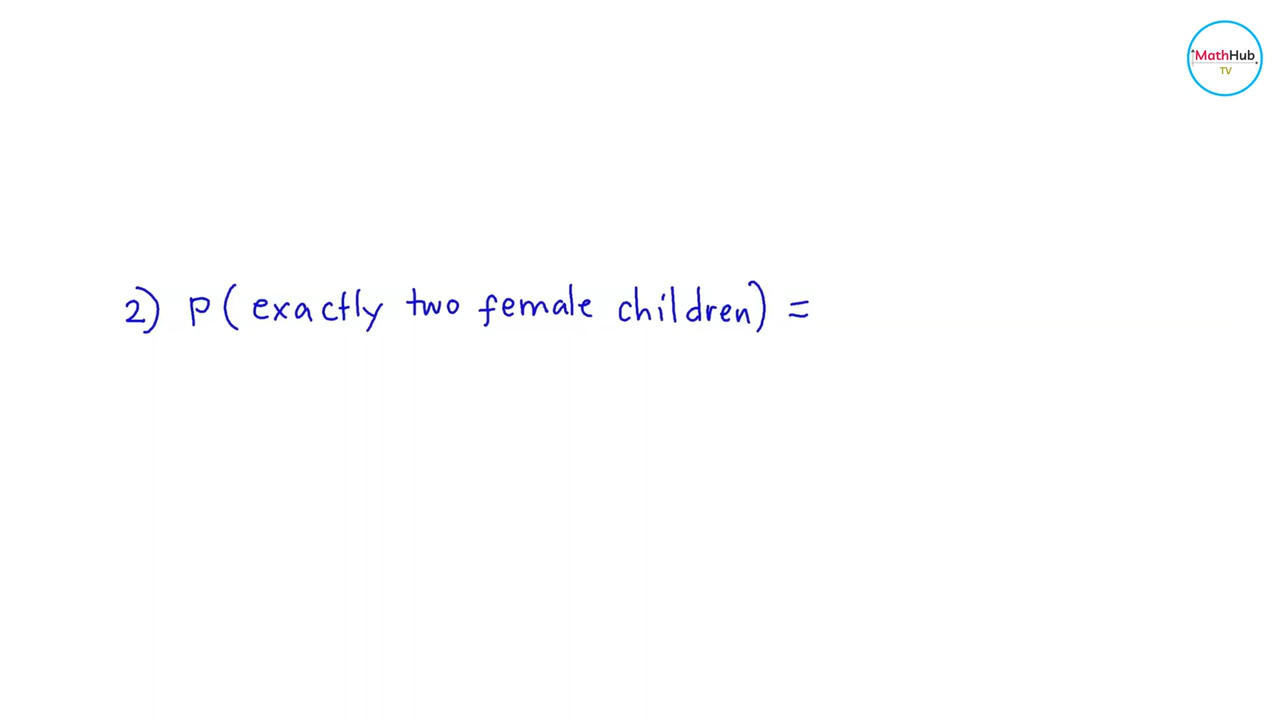 MathHub
TV
2) P( exactly two female children) =